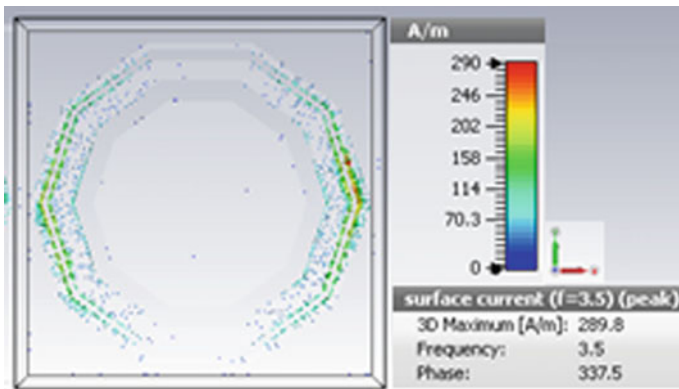 A/m
290
246
202
158
114
70.3
0
surface current (f=3.5) (peak)
3D Maximum [A/m]: 289.8
Frequency: 3.5
Phase: 337.5